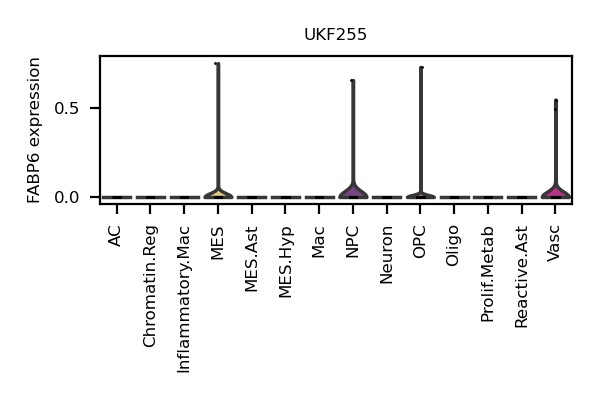 UKF255
FABP6 expression
0.5
0.0
AC
Chromatin.Reg
Inflammatory.Mac
MES
MES.Ast
MES.Hyp
Mac
NPC
Neuron
OPC
Oligo
Prolif.Metab
Reactive.Ast
Vasc